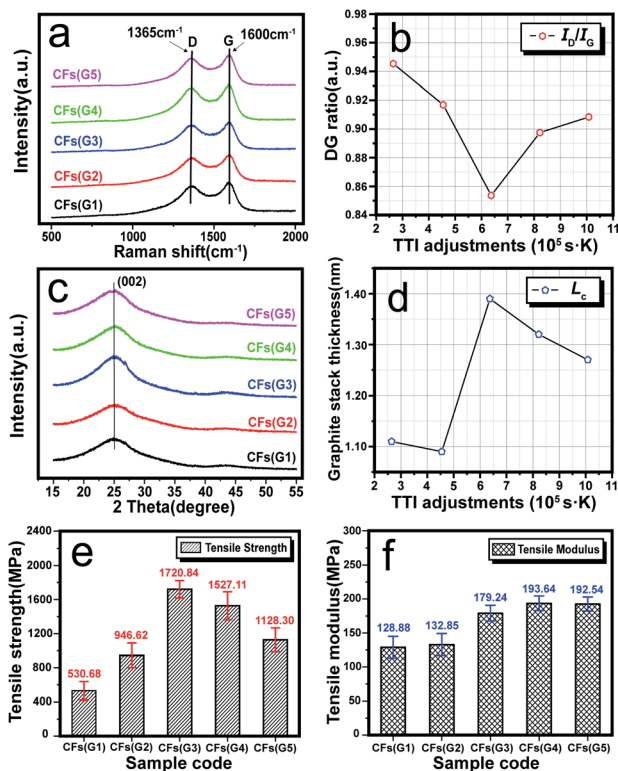 a
1365cm⁻¹
1600cm⁻¹
D
G
CFs(G5)
CFs(G4)
CFs(G3)
CFs(G2)
CFs(G1)
Intensity(a.u.)
500
1000
1500
2000
Raman shift(cm⁻¹)
b
I_D/I_G
DG ratio(a.u.)
1.00
0.96
0.94
0.92
0.90
0.88
0.86
0.84
2 3 4 5 6 7 8 9 10 11
TTI adjustments (10⁵ s·K)
c
(002)
CFs(G5)
CFs(G4)
CFs(G3)
CFs(G2)
CFs(G1)
Intensity(a.u.)
15 20 25 30 35 40 45 50 55
2 Theta(degree)
d
L_c
Graphite stack thickness(nm)
1.40
1.30
1.20
1.10
2 3 4 5 6 7 8 9 10 11
TTI adjustments (10⁵ s·K)
e
Tensile Strength
Tensile strength(MPa)
2400
2000
1600
1200
800
400
0
530.68
946.62
1720.84
1527.11
1128.30
CFs(G1) CFs(G2) CFs(G3) CFs(G4) CFs(G5)
Sample code
f
Tensile Modulus
Tensile modulus(MPa)
300
250
200
150
100
50
0
128.88
132.85
179.24
193.64
192.54
CFs(G1) CFs(G2) CFs(G3) CFs(G4) CFs(G5)
Sample code